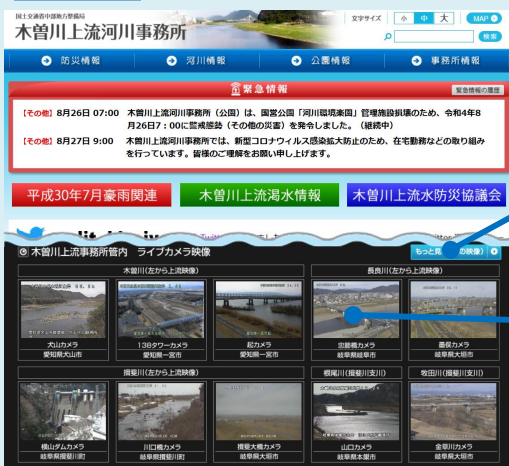 国土交通省中部地方整備局
木曽川上流河川事務所
文字サイズ 小 中 大 MAP
検索
防災情報 河川情報 公園情報 事務所情報
緊急情報
緊急情報の履歴
【その他】 8月26日 07:00 木曽川上流河川事務所（公園）は、国営公園「河川環境楽園」管理施設損壊のため、令和4年8
月26日7：00に警戒態勢（その他の災害）を発令しました。（継続中）
【その他】 8月27日 9:00 木曽川上流河川事務所では、新型コロナウィルス感染拡大防止のため、在宅勤務などの取り組み
を行っています。皆様のご理解をお願い申し上げます。
平成30年7月豪雨関連 木曽川上流渇水情報 木曽川上流水防災協議会
木曽川上流事務所管内 ライブカメラ映像
もっと見 の映像)
木曽川(左から上流映像) 長良川(左から上流映像)
犬山カメラ 138タワーカメラ 起カメラ 忠節橋カメラ 墨俣カメラ
愛知県犬山市 愛知県一宮市 愛知県一宮市 岐阜県岐阜市 岐阜県大垣市
揖斐川(左から上流映像) 根尾川(揖斐川支川) 牧田川(揖斐川支川)
横山ダムカメラ 川口橋カメラ 揖斐大橋カメラ 山口カメラ 金草川カメラ
岐阜県揖斐川町 岐阜県揖斐川町 岐阜県大垣市 岐阜県本巣市 岐阜県大垣市